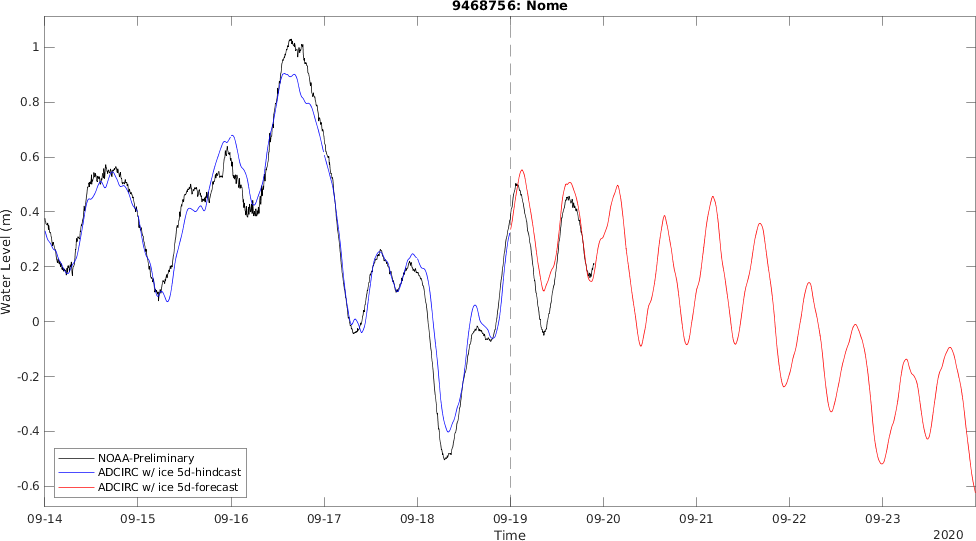 9468756: Nome
Water Level (m)
1
0.8
0.6
0.4
0.2
0
-0.2
-0.4
-0.6
NOAA-Preliminary
ADCIRC w/ ice 5d-hindcast
ADCIRC w/ ice 5d-forecast
09-14 09-15 09-16 09-17 09-18 09-19 09-20 09-21 09-22 09-23
Time
2020